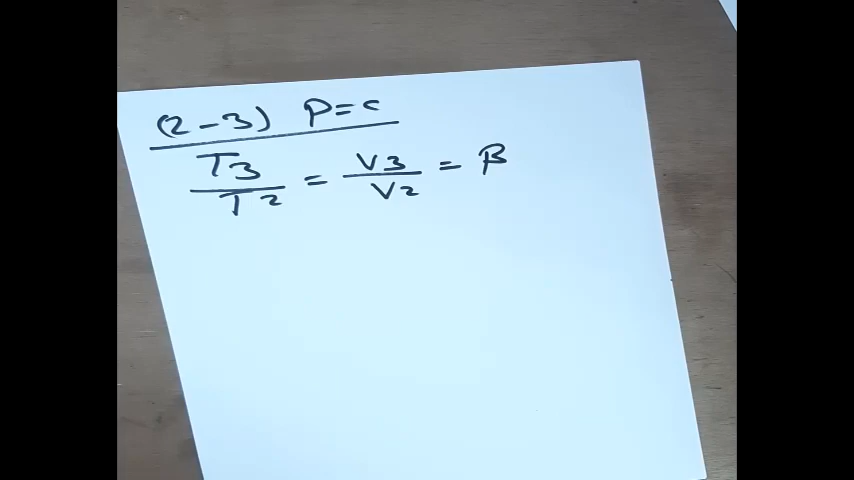 (2-3) P=c
T3/T2 = V3/V2 = β